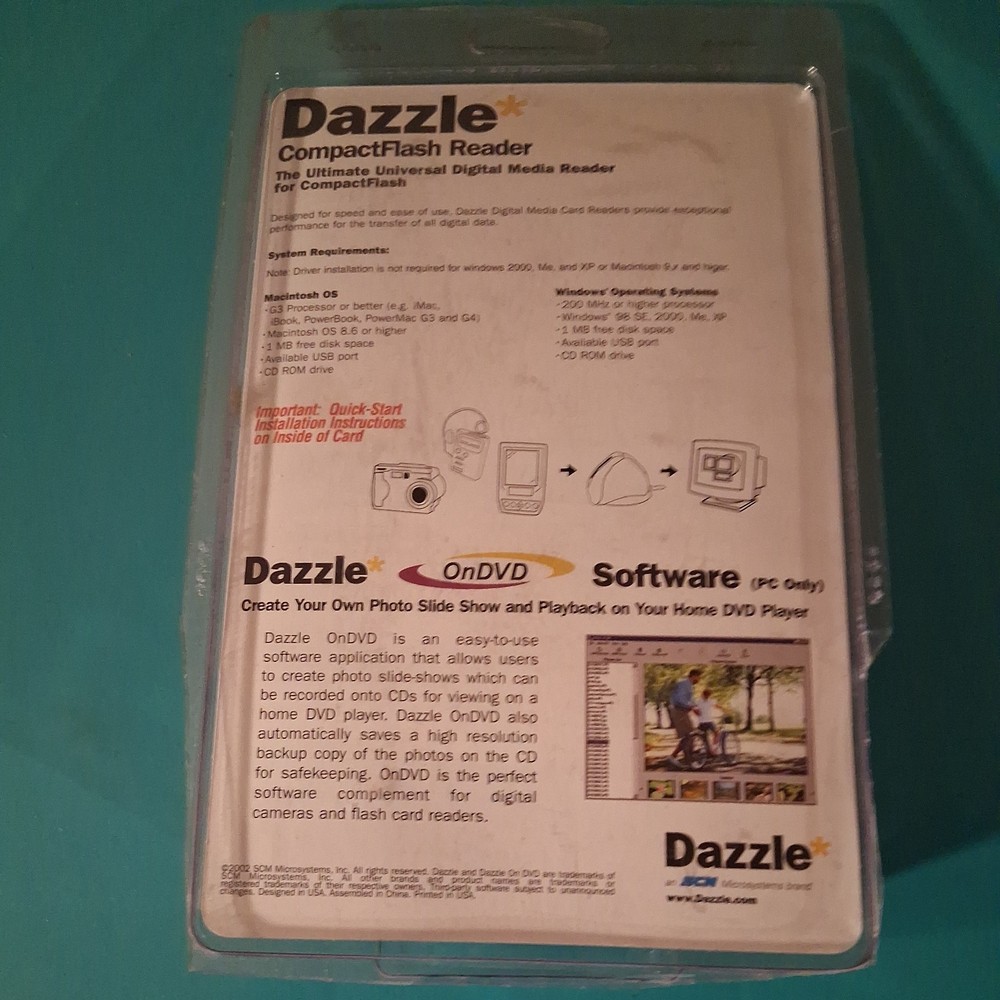 Dazzle*
CompactFlash Reader
The Ultimate Universal Digital Media Reader
for CompactFlash
Designed for speed and ease of use, Dazzle Digital Media Card Readers provide exceptional
performance for the transfer of all digital data.
System Requirements:
Note: Driver installation is not required for windows 2000, Me, and XP or Macintosh 9.x and higer.
Macintosh OS
· G3 Processor or better (e.g. iMac,
iBook, PowerBook, PowerMac G3 and G4)
· Macintosh OS 8.6 or higher
· 1 MB free disk space
· Available USB port
· CD ROM drive
Windows® Operating Systems
· 200 MHz or higher processor
· Windows® 98 SE, 2000, Me, XP
· 1 MB free disk space
· Available USB port
· CD ROM drive
Important: Quick-Start
Installation Instructions
on Inside of Card
Dazzle* OnDVD Software (PC Only)
Create Your Own Photo Slide Show and Playback on Your Home DVD Player
Dazzle OnDVD is an easy-to-use
software application that allows users
to create photo slide-shows which can
be recorded onto CDs for viewing on a
home DVD player. Dazzle OnDVD also
automatically saves a high resolution
backup copy of the photos on the CD
for safekeeping. OnDVD is the perfect
software complement for digital
cameras and flash card readers.
©2002 SCM Microsystems, Inc. All rights reserved. Dazzle and Dazzle On DVD are trademarks of
SCM Microsystems, Inc. All other brands and product names are trademarks or
registered trademarks of their respective owners. Third-party software subject to unannounced
changes. Designed in USA. Assembled in China. Printed in USA.
Dazzle*
an SCM Microsystems brand
www.Dazzle.com